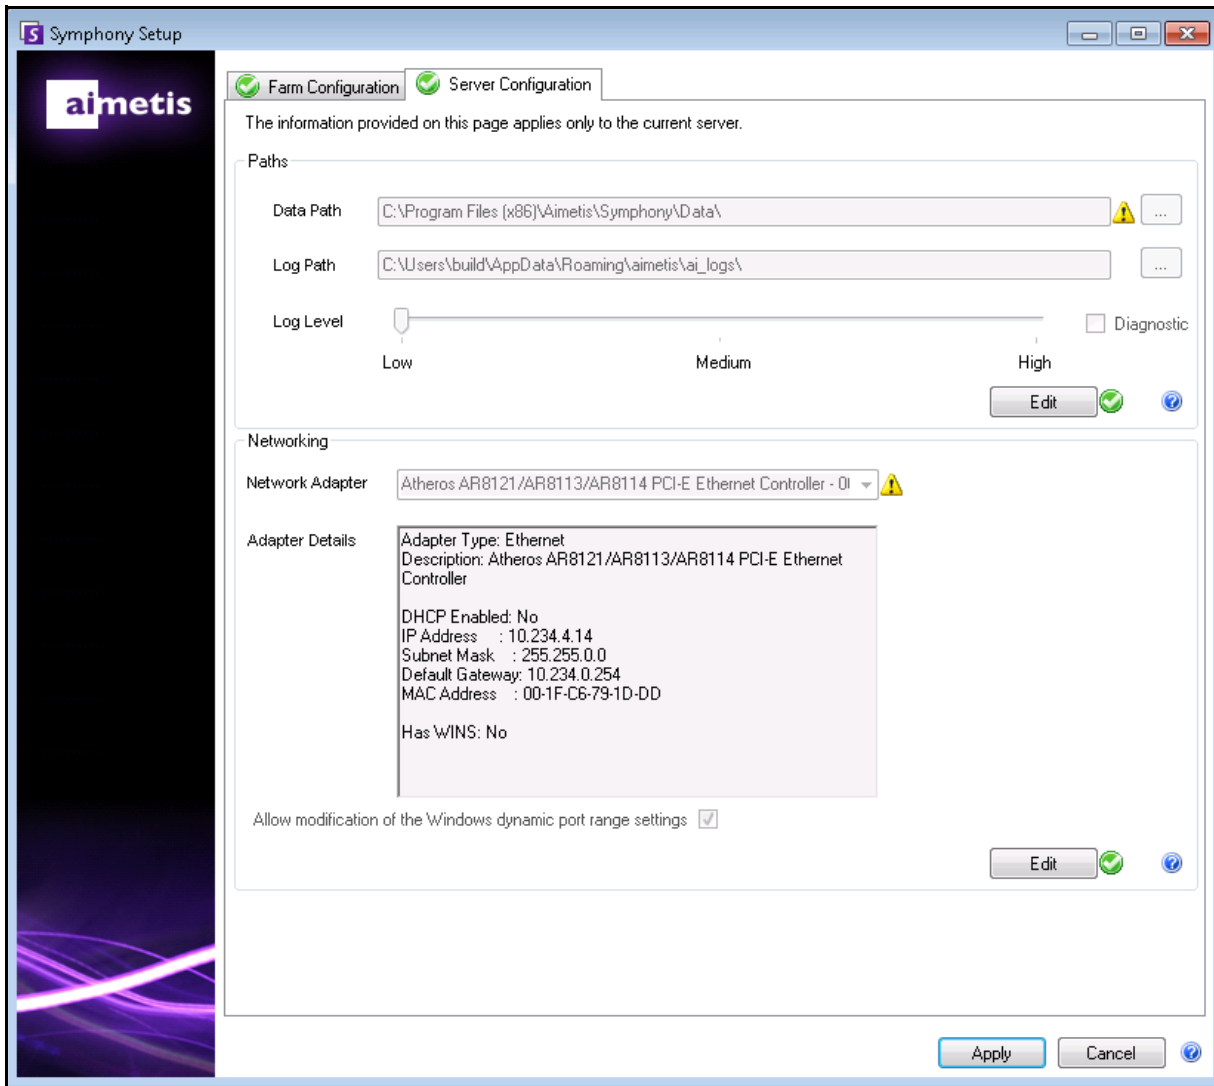 Symphony Setup
aimetis
Farm Configuration
Server Configuration
The information provided on this page applies only to the current server.
Paths
Data Path
C:\Program Files (x86)\Aimetis\Symphony\Data\
...
Log Path
C:\Users\build\AppData\Roaming\aimetis\ai_logs\
...
Log Level
Diagnostic
Low
Medium
High
Edit
Networking
Network Adapter
Atheros AR8121/AR8113/AR8114 PCI-E Ethernet Controller -
Adapter Details
Adapter Type: Ethernet
Description: Atheros AR8121/AR8113/AR8114 PCI-E Ethernet
Controller
DHCP Enabled: No
IP Address : 10.234.4.14
Subnet Mask : 255.255.0.0
Default Gateway: 10.234.0.254
MAC Address : 00-1F-C6-79-1D-DD
Has WINS: No
Allow modification of the Windows dynamic port range settings
Edit
Apply
Cancel